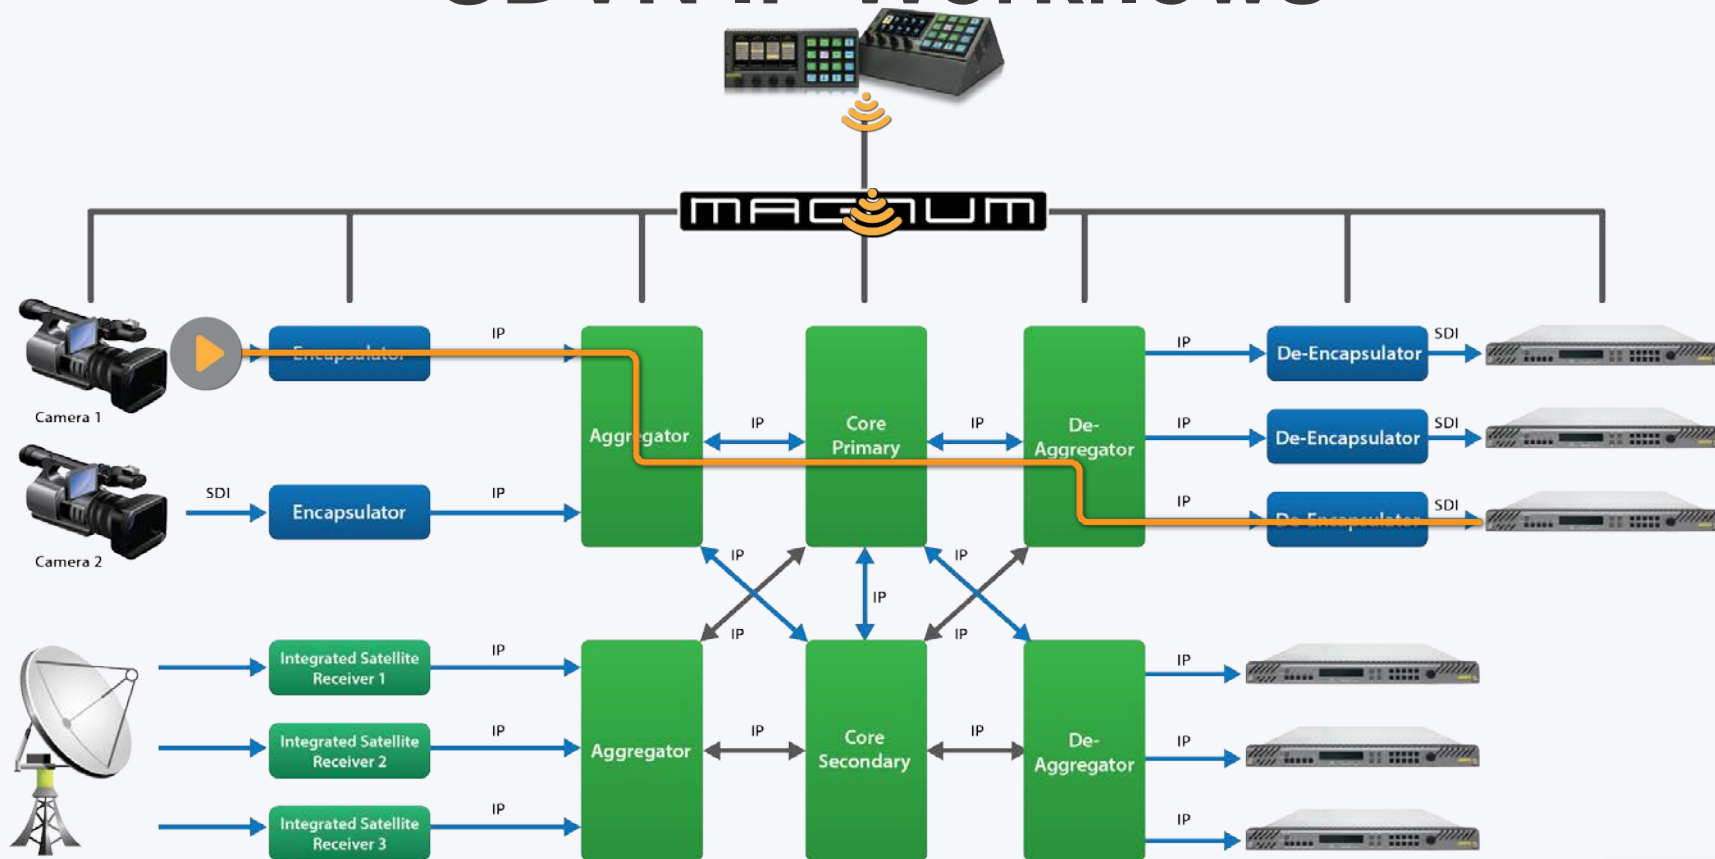 SDVN IP Workflows
MAGNUM
IP
Encapsulator
IP
SDI
De-Encapsulator
Camera 1
Aggregator
IP
Core
Primary
IP
De-
Aggregator
IP
SDI
De-Encapsulator
SDI
Encapsulator
IP
IP
SDI
De-Encapsulator
Camera 2
IP
IP
IP
IP
IP
Integrated Satellite
Receiver 1
IP
IP
Integrated Satellite
Receiver 2
IP
Aggregator
IP
Core
Secondary
IP
De-
Aggregator
IP
Integrated Satellite
Receiver 3
IP
IP